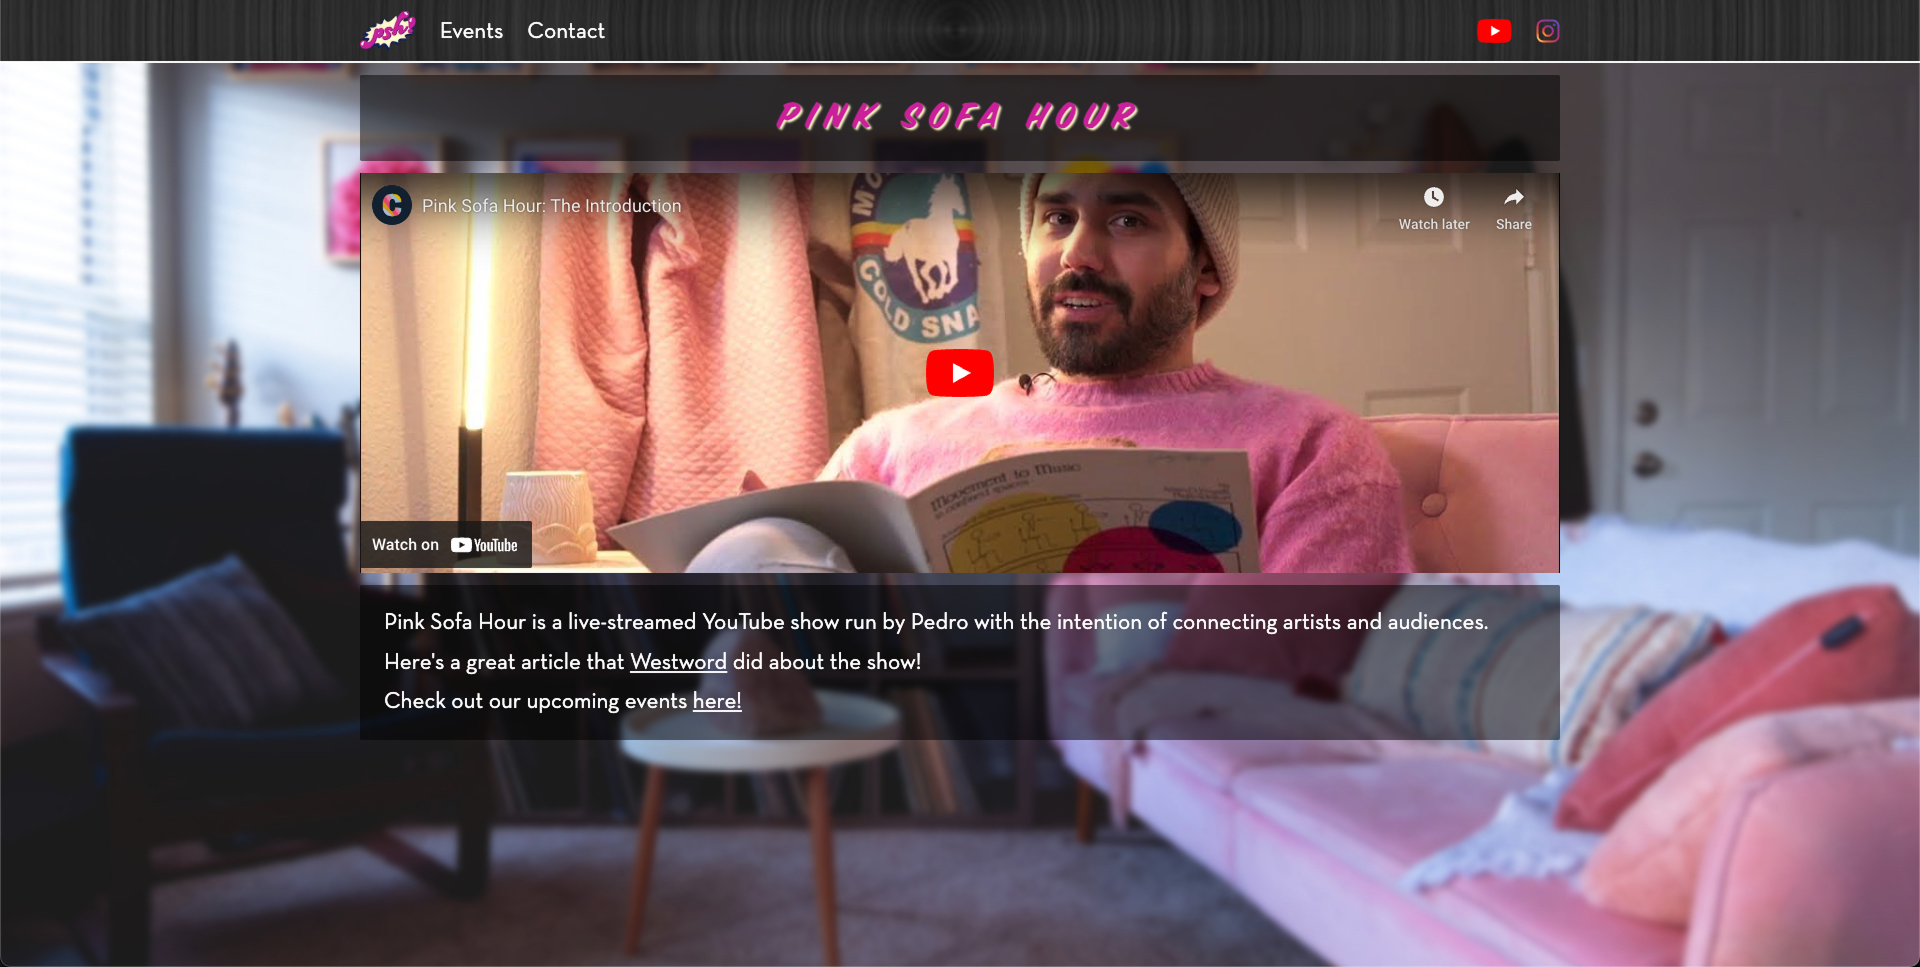 psh!
Events
Contact
PINK SOFA HOUR
Pink Sofa Hour: The Introduction
Watch later
Share
MO
COLD SNA
Movement to Music
Watch on YouTube
Pink Sofa Hour is a live-streamed YouTube show run by Pedro with the intention of connecting artists and audiences.
Here's a great article that Westword did about the show!
Check out our upcoming events here!